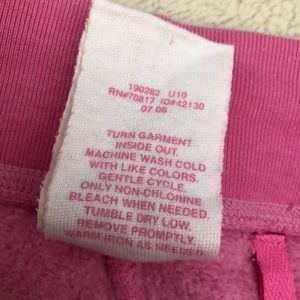 190282 U10
RN#70817 ID#42130
07 06
TURN GARMENT
INSIDE OUT.
MACHINE WASH COLD
WITH LIKE COLORS.
GENTLE CYCLE.
ONLY NON-CHLORINE
BLEACH WHEN NEEDED.
TUMBLE DRY LOW.
REMOVE PROMPTLY.
WARM IRON AS NEEDED